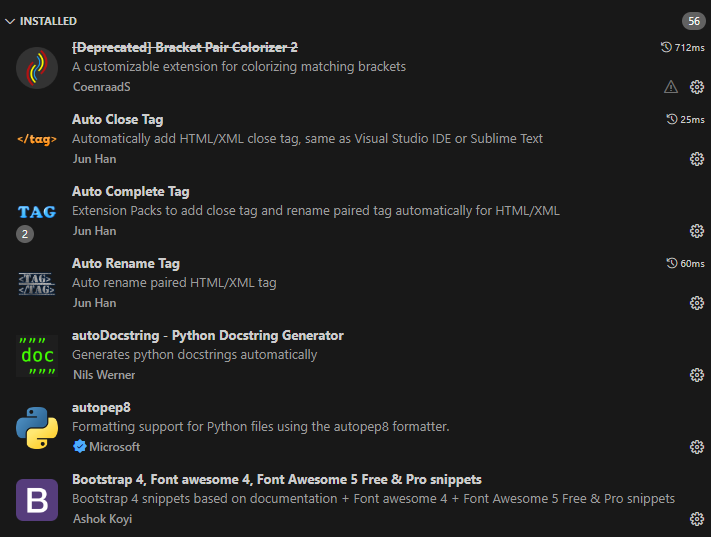 INSTALLED 56
[Deprecated] Bracket Pair Colorizer 2 712ms
A customizable extension for colorizing matching brackets
CoenraadS
Auto Close Tag 25ms
</tag> Automatically add HTML/XML close tag, same as Visual Studio IDE or Sublime Text
Jun Han
Auto Complete Tag
TAG Extension Packs to add close tag and rename paired tag automatically for HTML/XML
2 Jun Han
Auto Rename Tag 60ms
<TAG> Auto rename paired HTML/XML tag
</TAG>
Jun Han
""" autoDocstring - Python Docstring Generator
doc Generates python docstrings automatically
""" Nils Werner
autopep8
Formatting support for Python files using the autopep8 formatter.
Microsoft
Bootstrap 4, Font awesome 4, Font Awesome 5 Free & Pro snippets
B Bootstrap 4 snippets based on documentation + Font awesome 4 + Font Awesome 5 Free & Pro snippets
Ashok Koyi